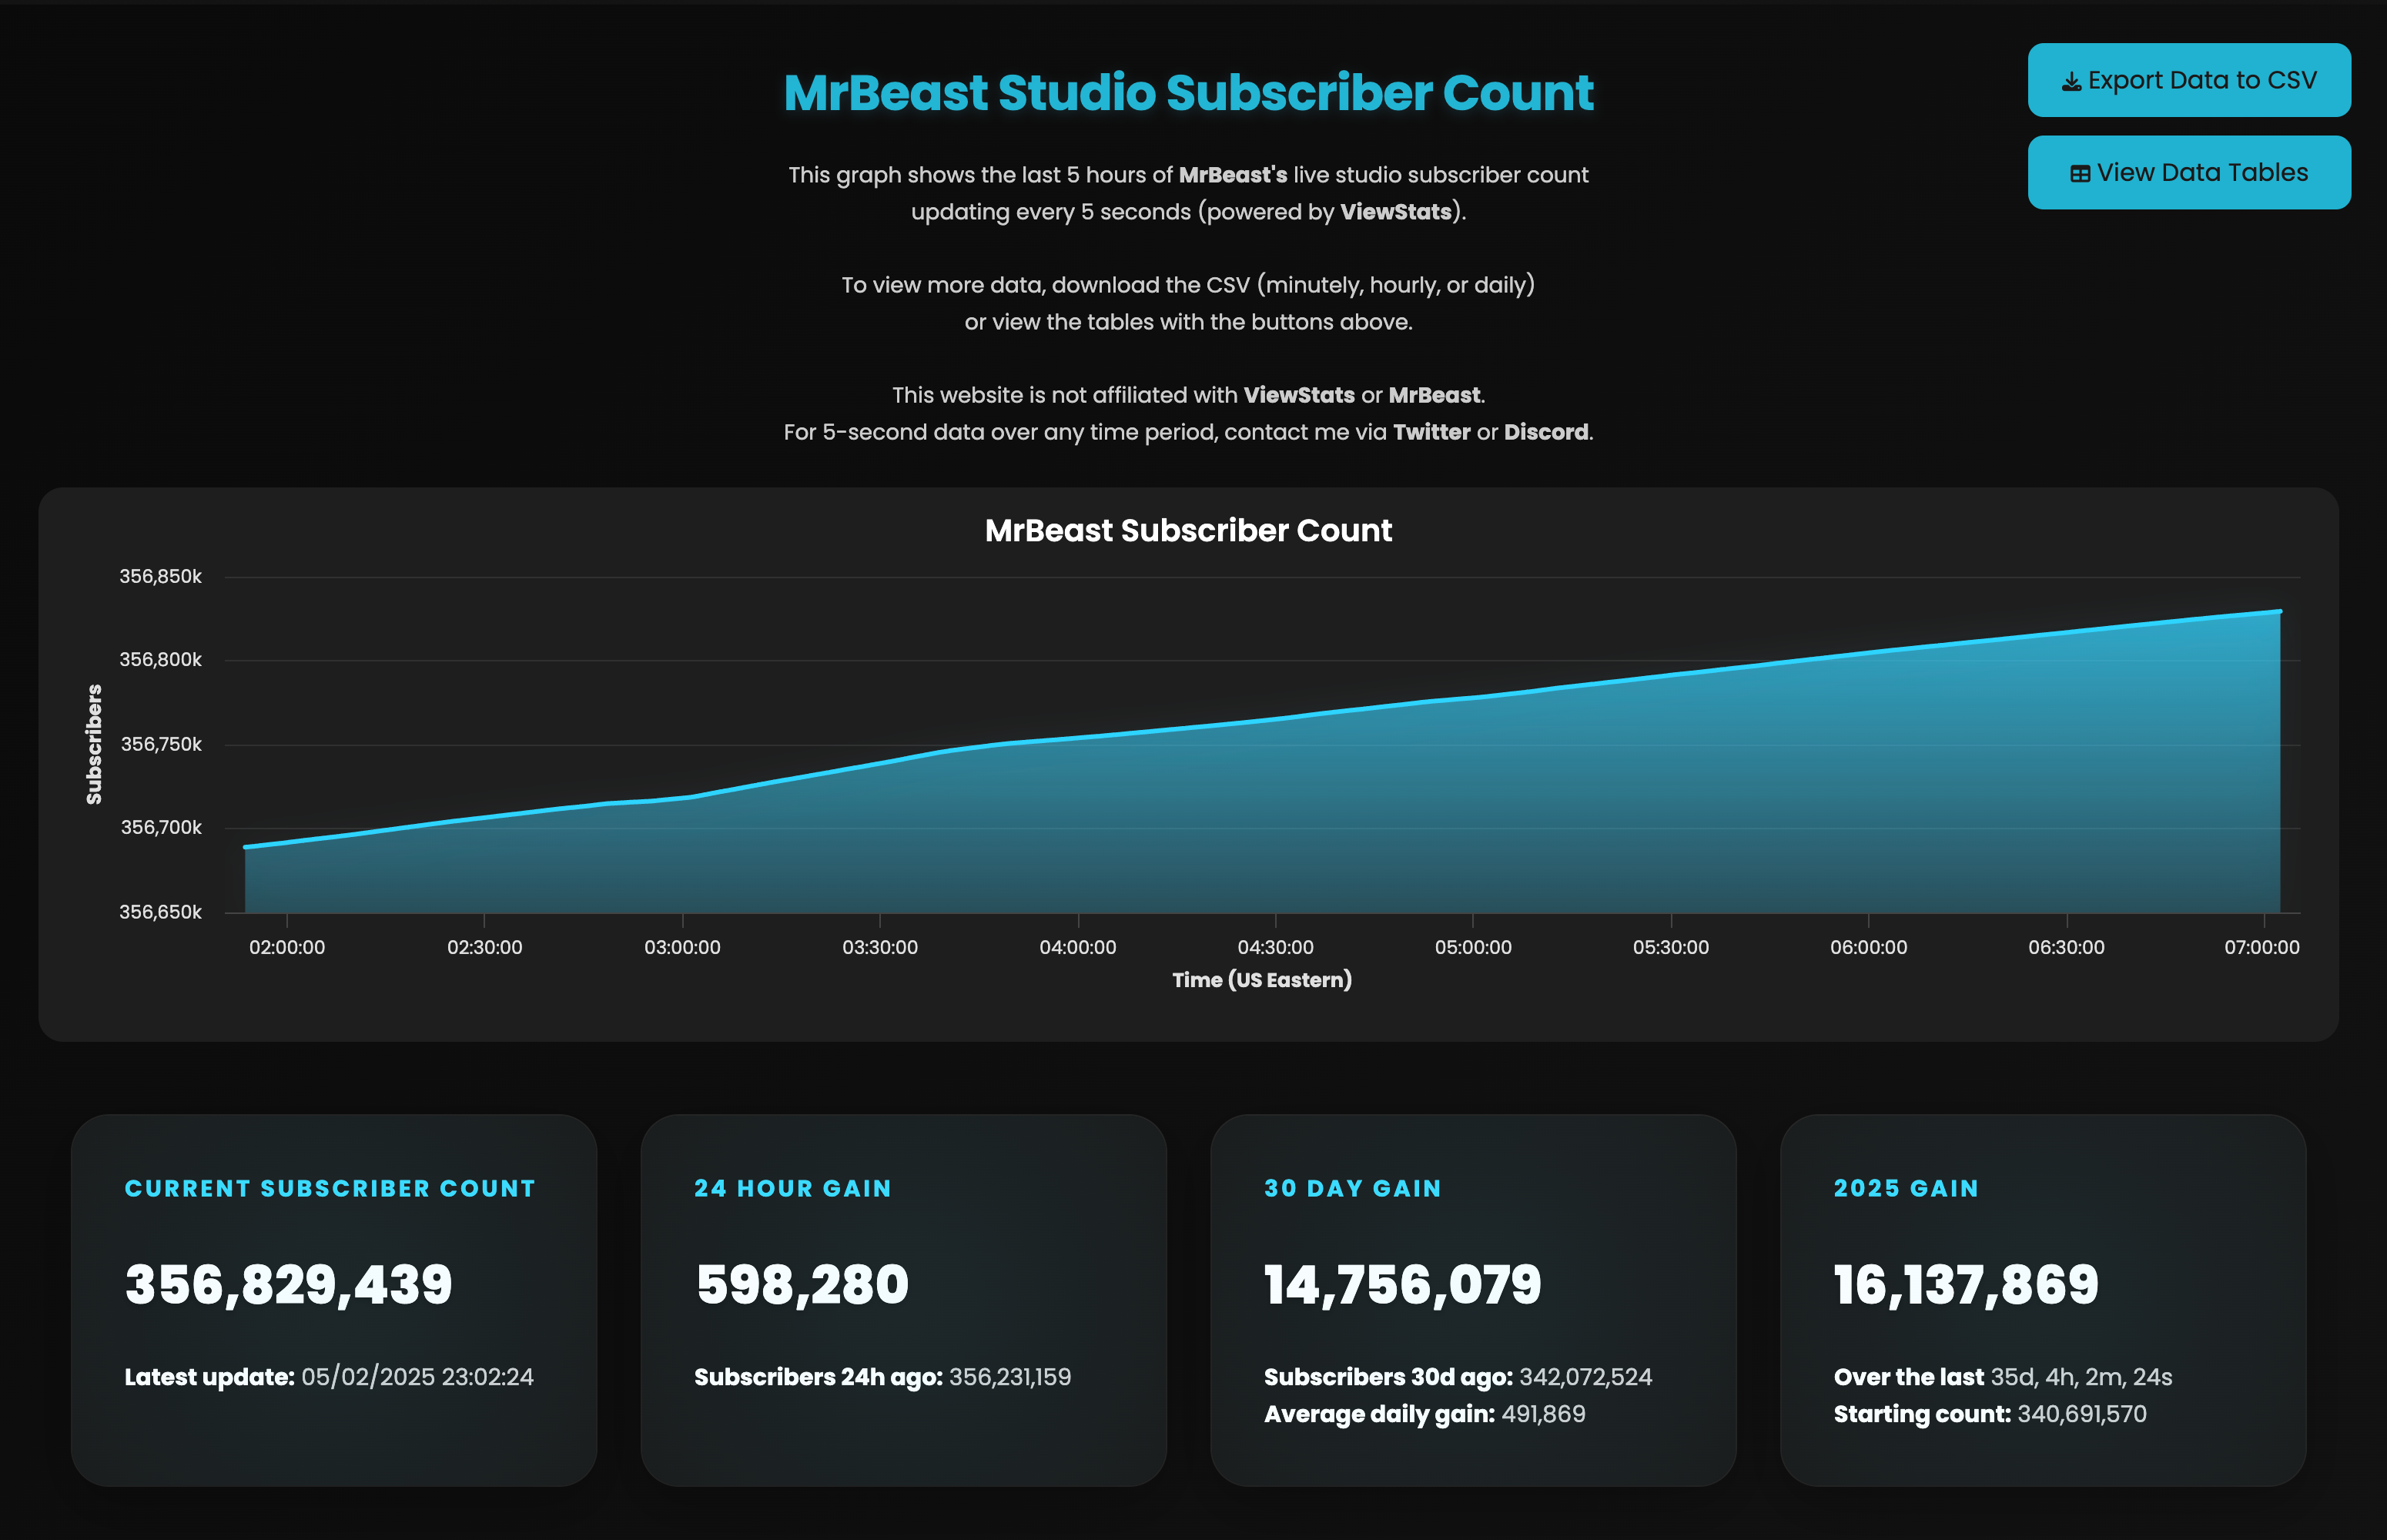 MrBeast Studio Subscriber Count
Export Data to CSV
View Data Tables
This graph shows the last 5 hours of MrBeast's live studio subscriber count
updating every 5 seconds (powered by ViewStats).
To view more data, download the CSV (minutely, hourly, or daily)
or view the tables with the buttons above.
This website is not affiliated with ViewStats or MrBeast.
For 5-second data over any time period, contact me via Twitter or Discord.
MrBeast Subscriber Count
356,850k
356,800k
356,750k
356,700k
356,650k
Subscribers
02:00:00 02:30:00 03:00:00 03:30:00 04:00:00 04:30:00 05:00:00 05:30:00 06:00:00 06:30:00 07:00:00
Time (US Eastern)
CURRENT SUBSCRIBER COUNT
356,829,439
Latest update: 05/02/2025 23:02:24
24 HOUR GAIN
598,280
Subscribers 24h ago: 356,231,159
30 DAY GAIN
14,756,079
Subscribers 30d ago: 342,072,524
Average daily gain: 491,869
2025 GAIN
16,137,869
Over the last 35d, 4h, 2m, 24s
Starting count: 340,691,570